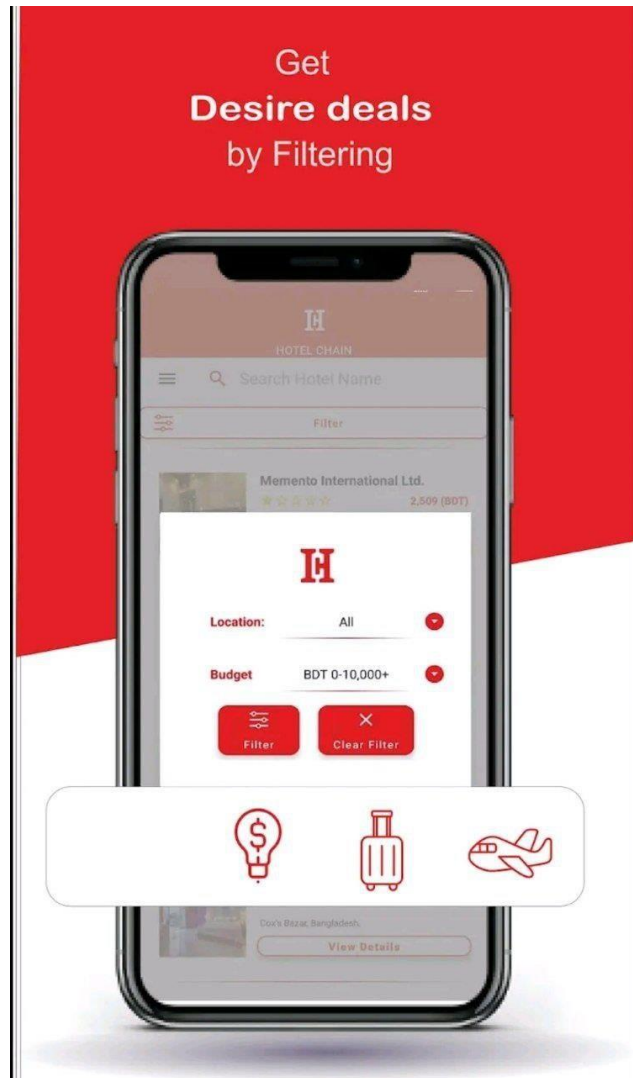 Get
Desire deals
by Filtering
HOTEL CHAIN
Search Hotel Name
Filter
Memento International Ltd.
2,509 (BDT)
Location: All
Budget BDT 0-10,000+
Filter Clear Filter
Cox's Bazar, Bangladesh.
View Details